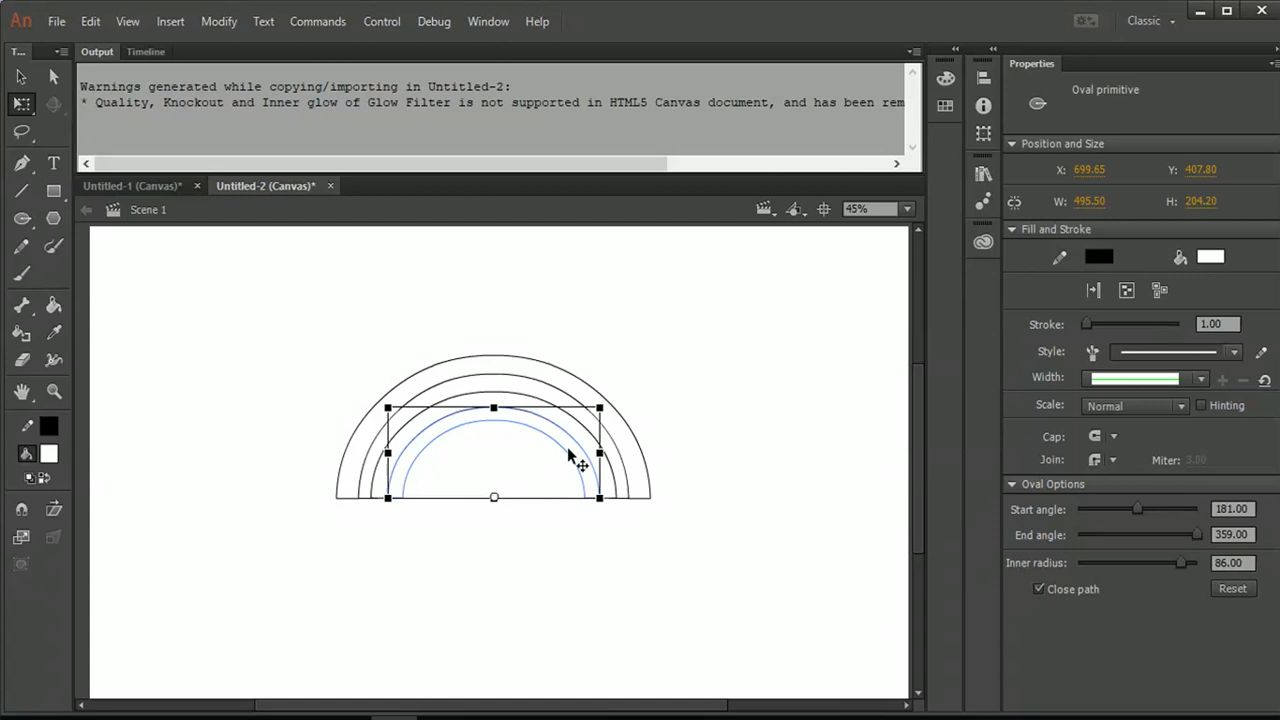 An File Edit View Insert Modify Text Commands Control Debug Window Help Classic
T... Output Timeline Properties
Warnings generated while copying/importing in Untitled-2:
* Quality, Knockout and Inner glow of Glow Filter is not supported in HTML5 Canvas document, and has been rem
Oval primitive
Position and Size
X: 699.65 Y: 407.80
W: 495.50 H: 204.20
Untitled-1 (Canvas)* × Untitled-2 (Canvas)* ×
Scene 1 45%
Fill and Stroke
Stroke: 1.00
Style:
Width:
Scale: Normal Hinting
Cap:
Join: Miter: 3.00
Oval Options
Start angle: 181.00
End angle: 359.00
Inner radius: 86.00
Close path Reset